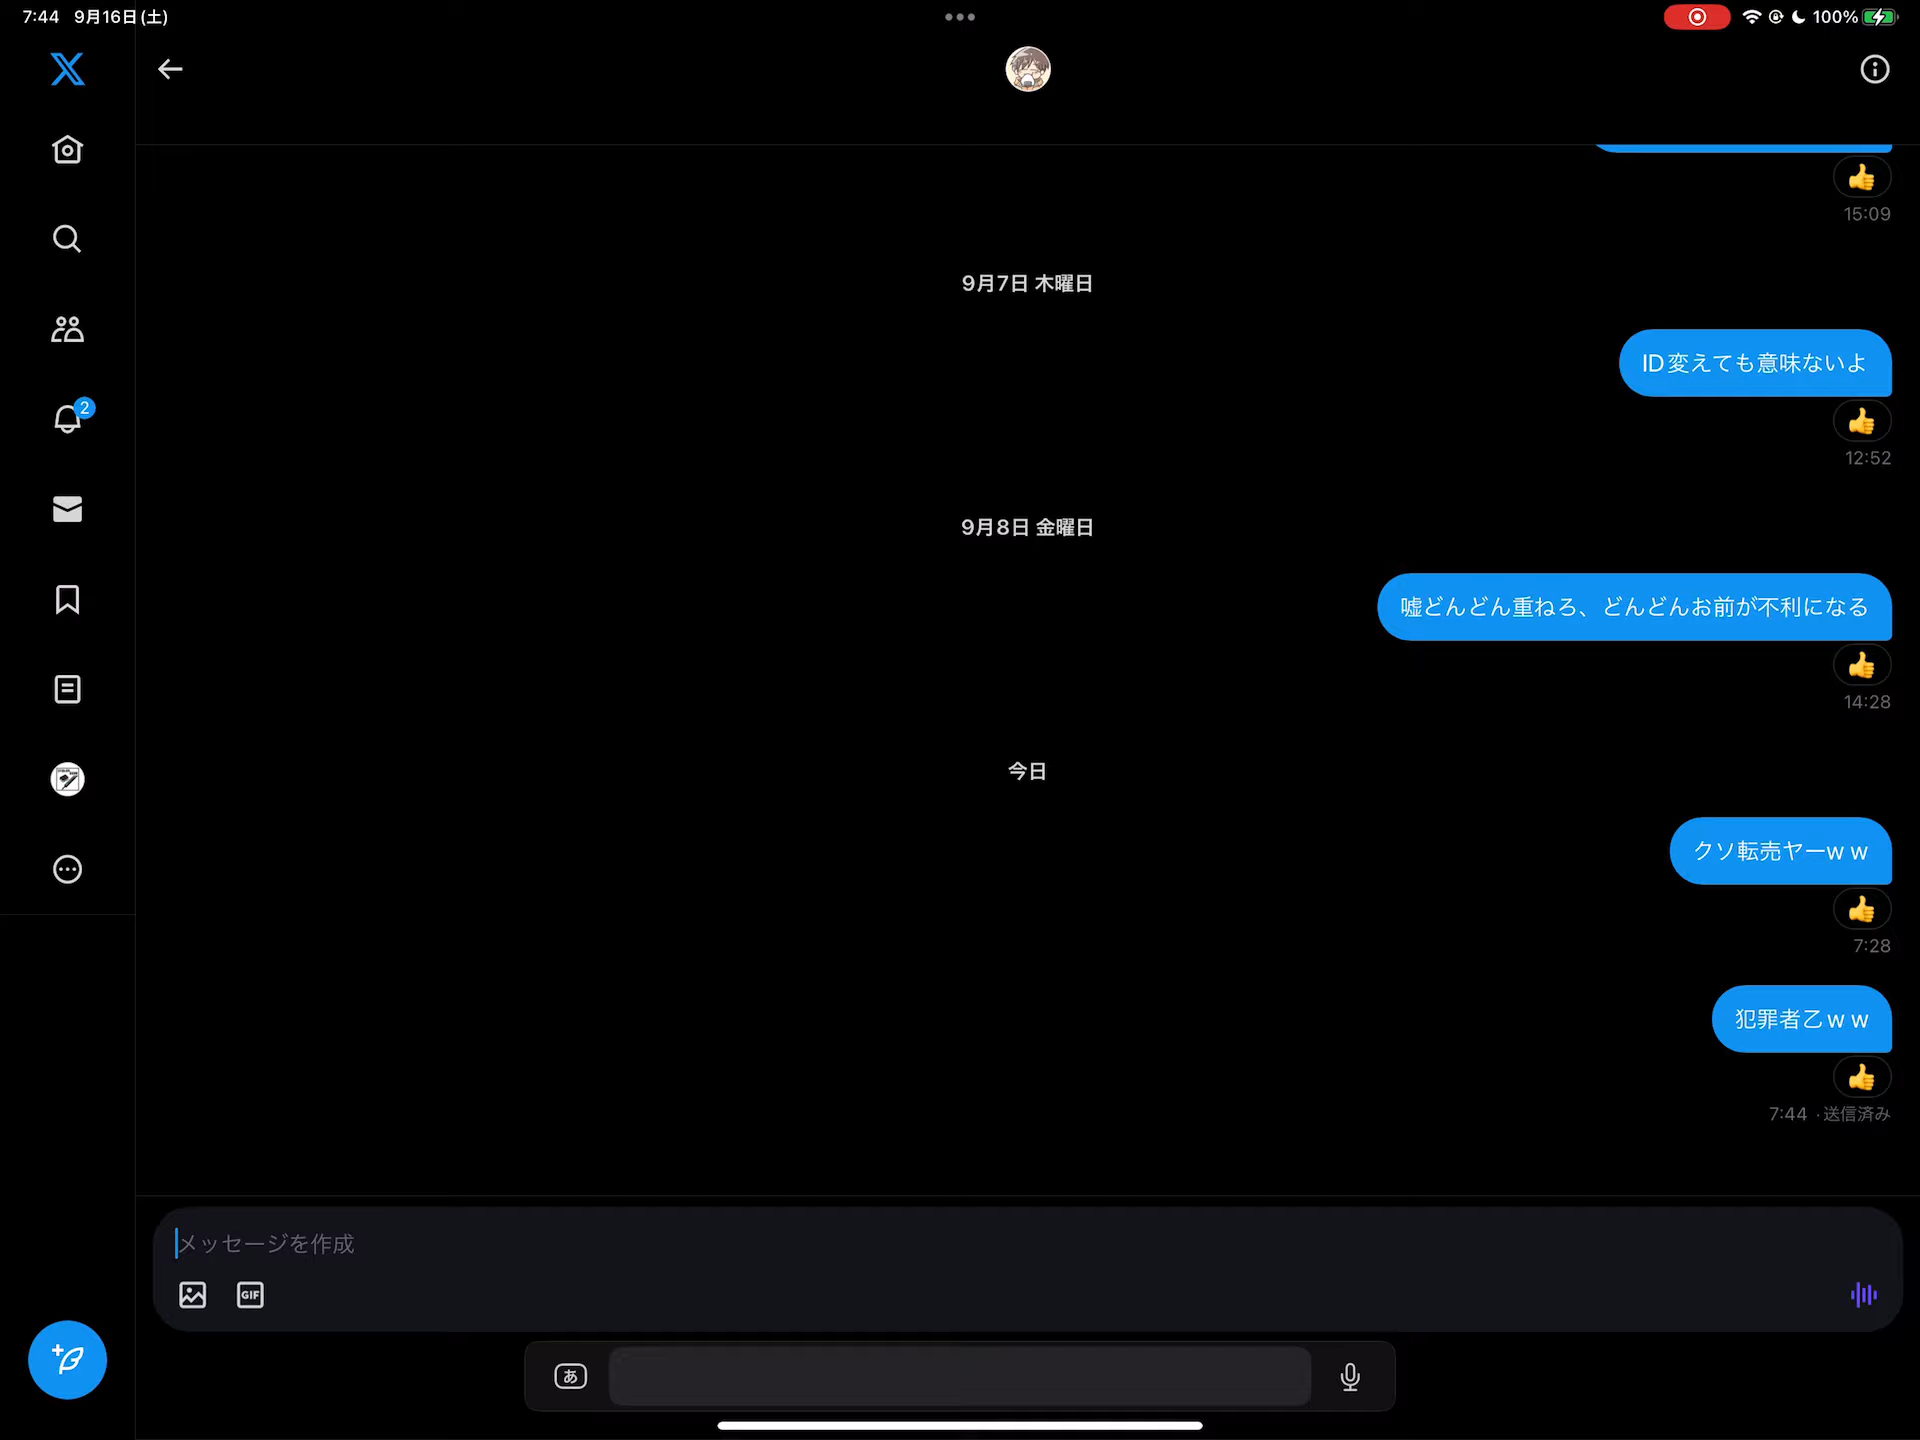 7:44 9月16日(土)
100%
15:09
9月7日 木曜日
ID変えても意味ないよ
12:52
2
9月8日 金曜日
嘘どんどん重ねろ、どんどんお前が不利になる
14:28
今日
クソ転売ヤーw w
7:28
犯罪者乙w w
7:44 ·送信済み
メッセージを作成
GIF
あ